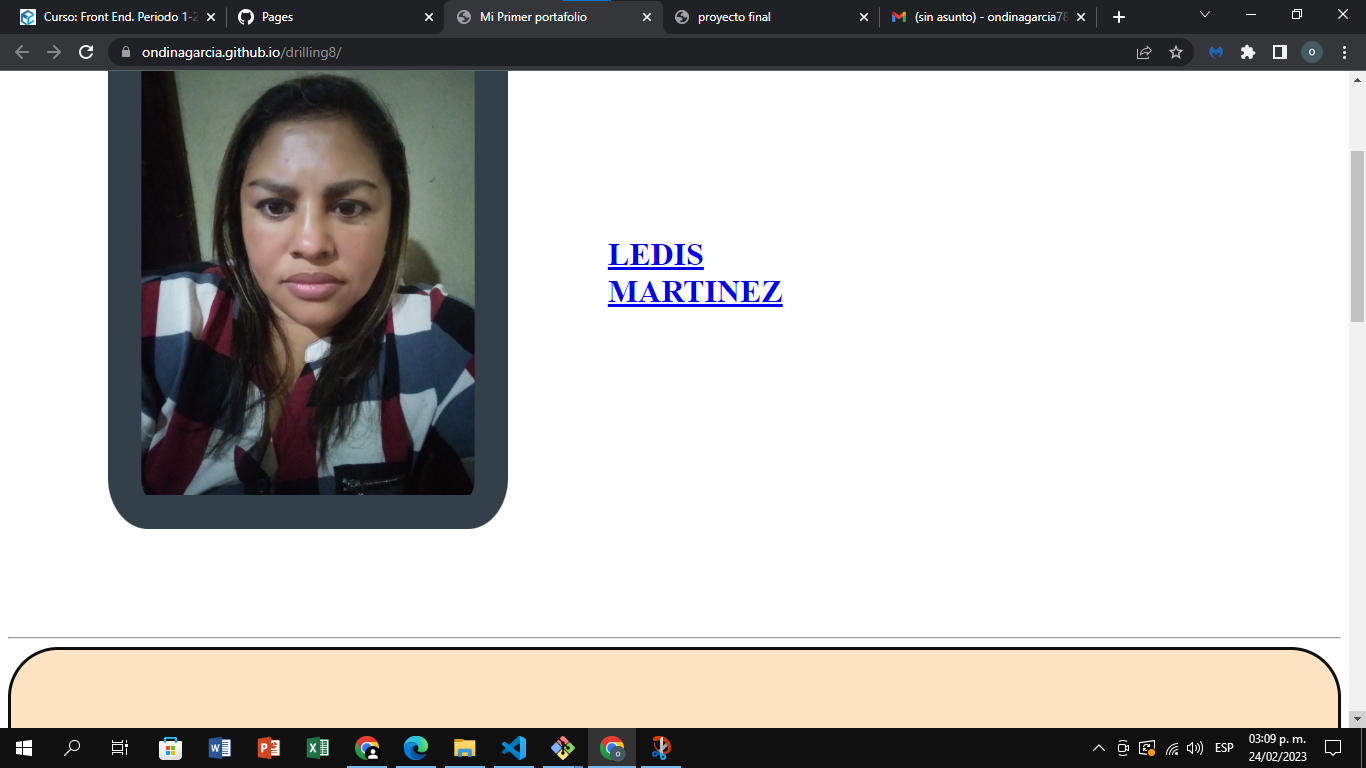 Curso: Front End. Periodo 1-2
Pages
Mi Primer portafolio
proyecto final
(sin asunto) - ondinagarcia78
ondinagarcia.github.io/drilling8/
o
LEDIS
MARTINEZ
ESP
03:09 p. m.
24/02/2023